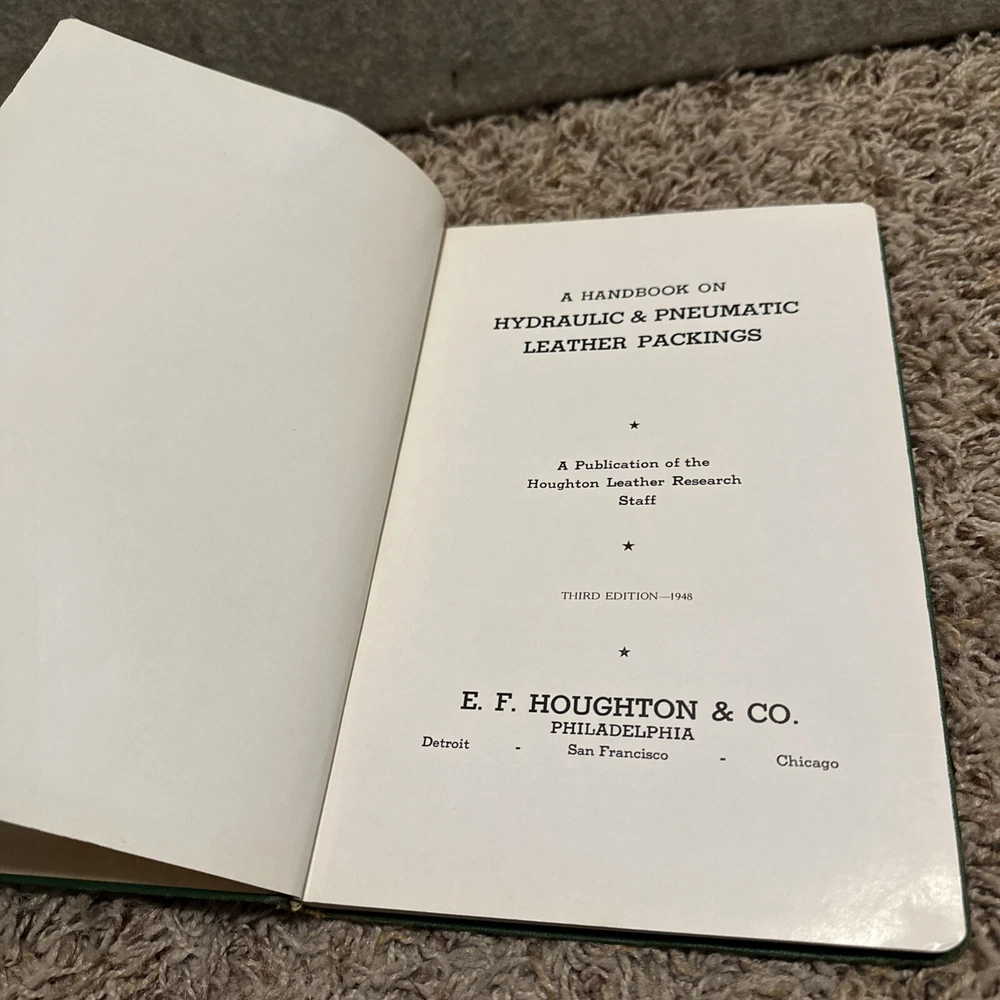 A HANDBOOK ON
HYDRAULIC & PNEUMATIC
LEATHER PACKINGS
A Publication of the
Houghton Leather Research
Staff
THIRD EDITION—1948
E. F. HOUGHTON & CO.
PHILADELPHIA
Detroit - San Francisco - Chicago